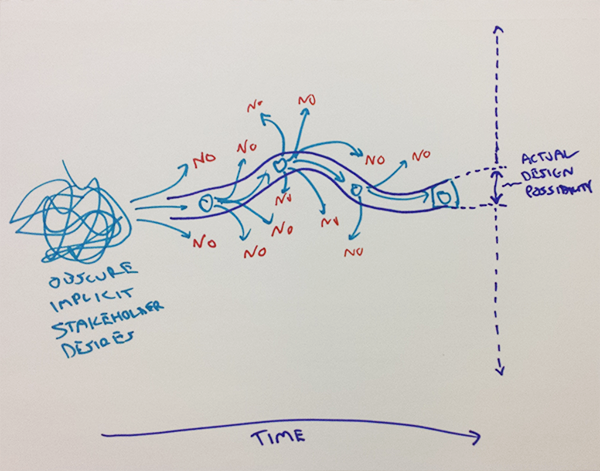 No
NO
NO
NO
NO
NO
NO
NO
NO
NO
NO
NO
ACTUAL
DESIGN
POSSIBILITY
OBSCURE
IMPLICIT
STAKEHOLDER
DESIRES
TIME